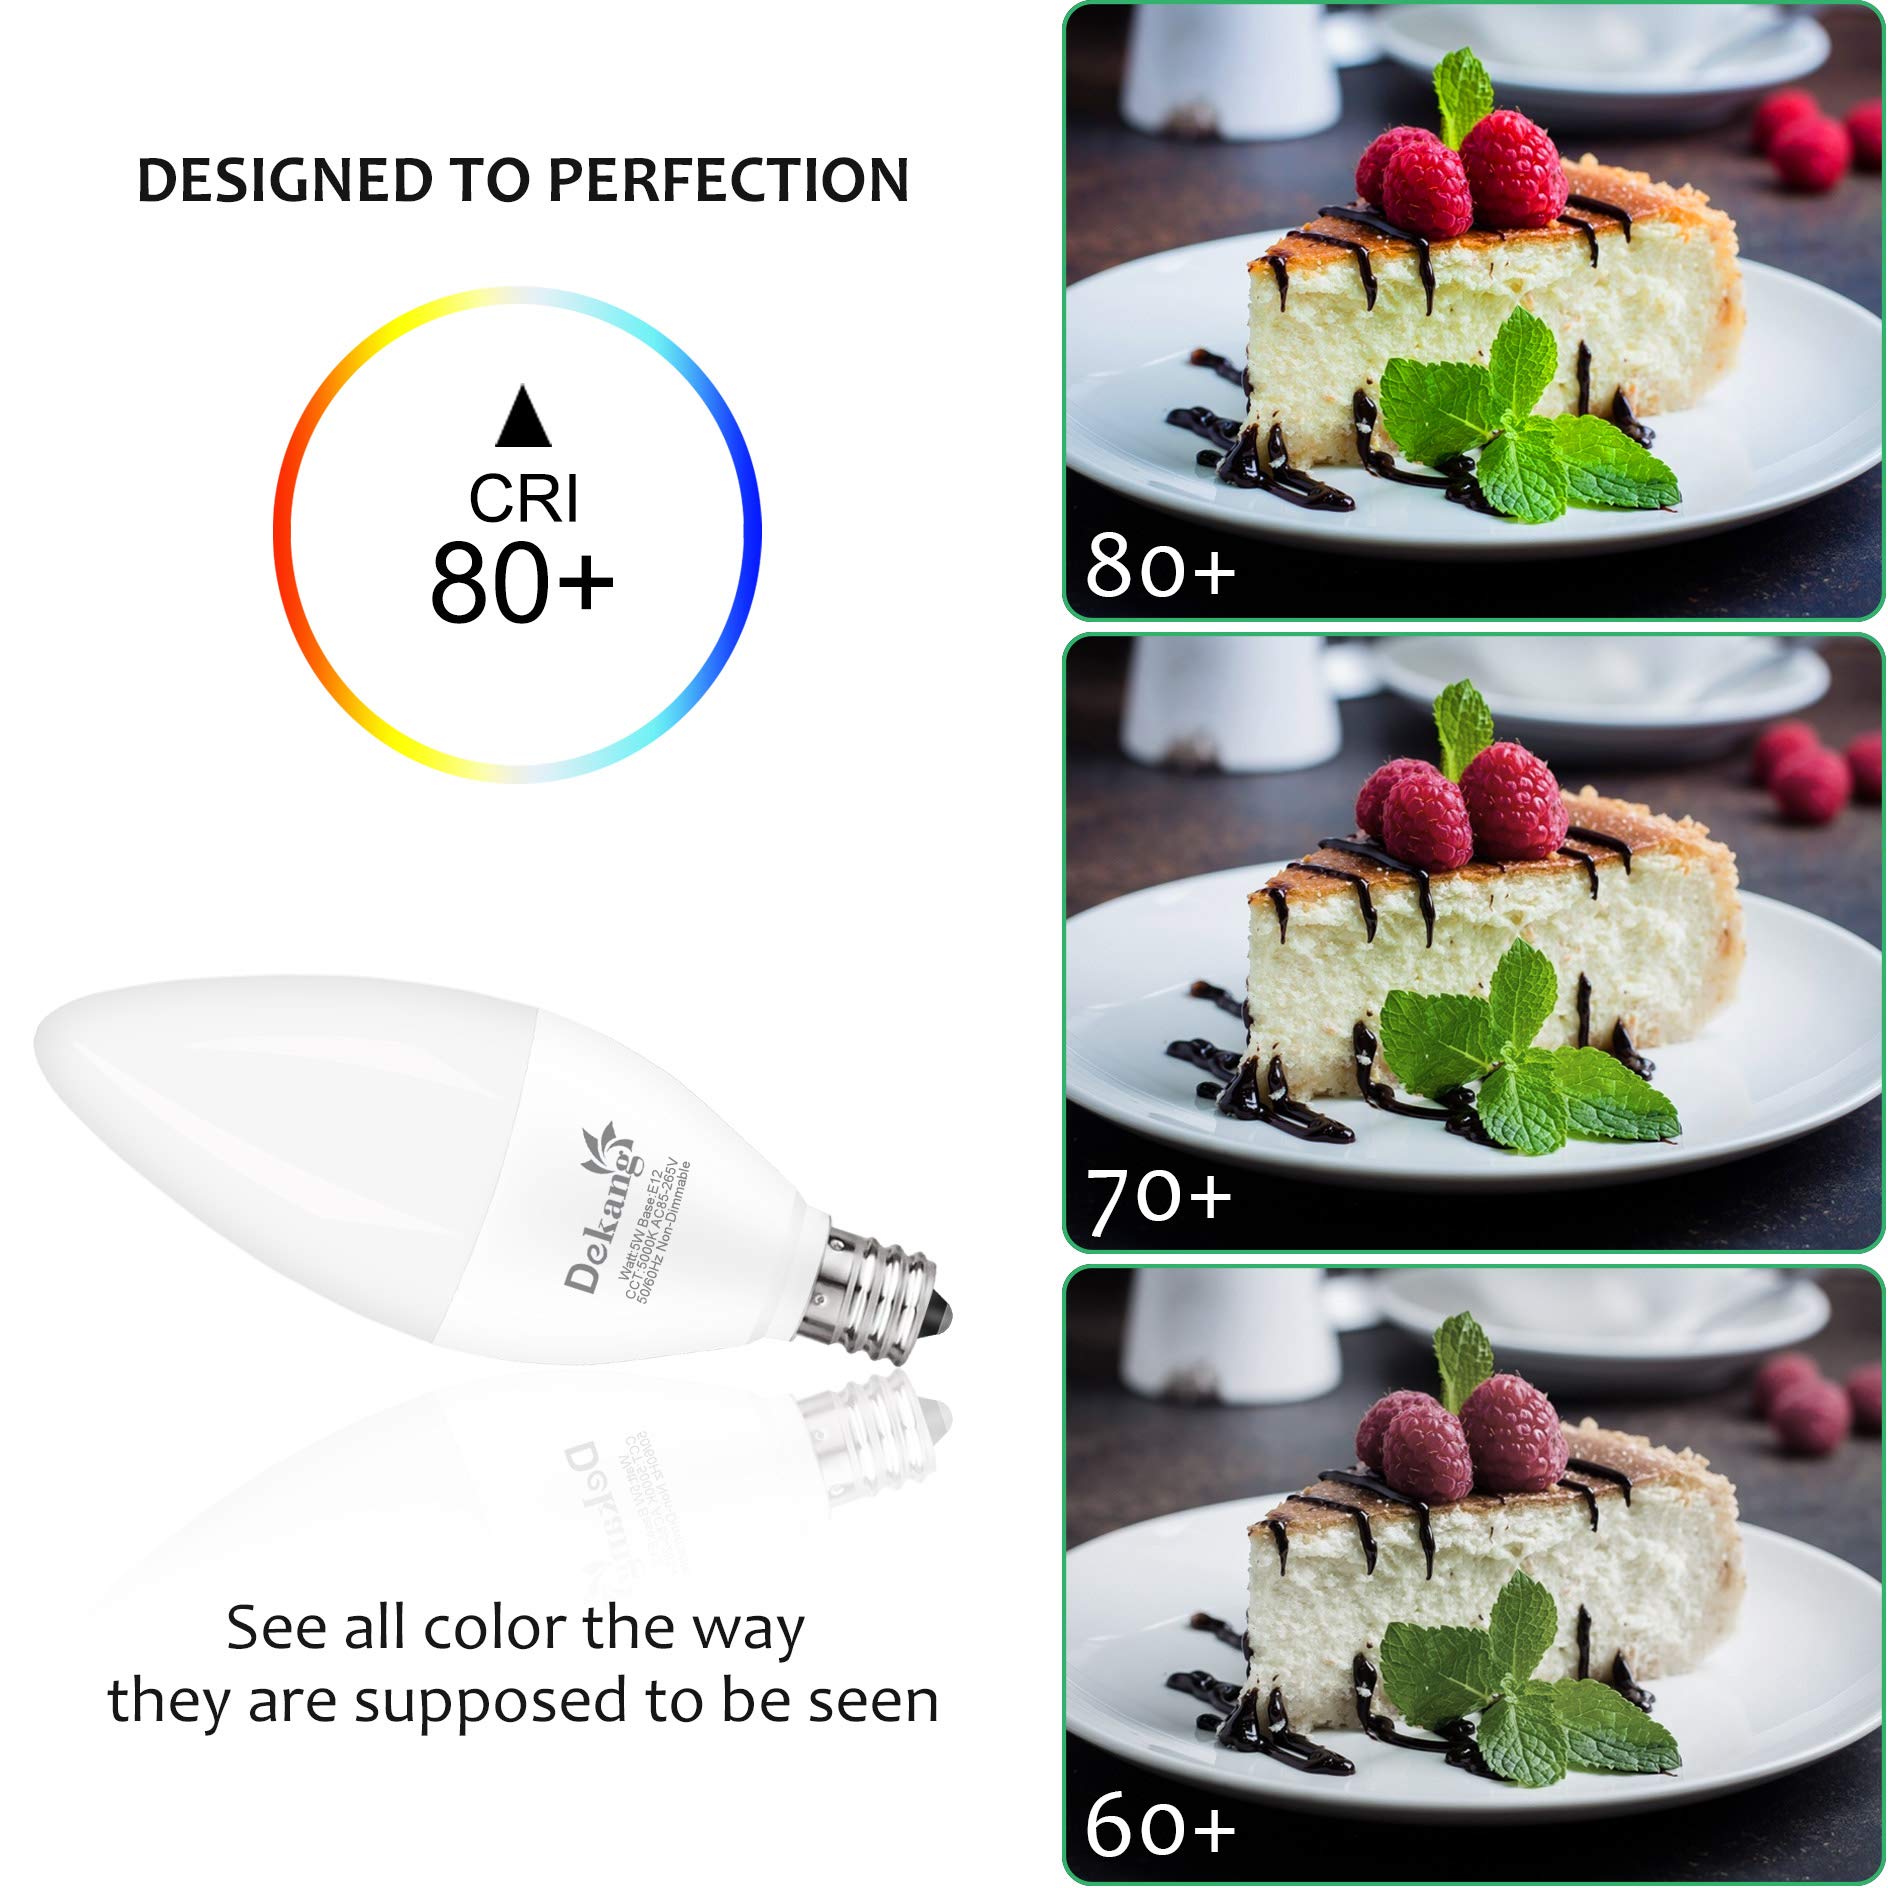 DESIGNED TO PERFECTION
CRI
80+
Dekang
Watt:5W Base:E12
CCT:5000K AC85-265V
50/60Hz Non-Dimmable
See all color the way
they are supposed to be seen
80+
70+
60+